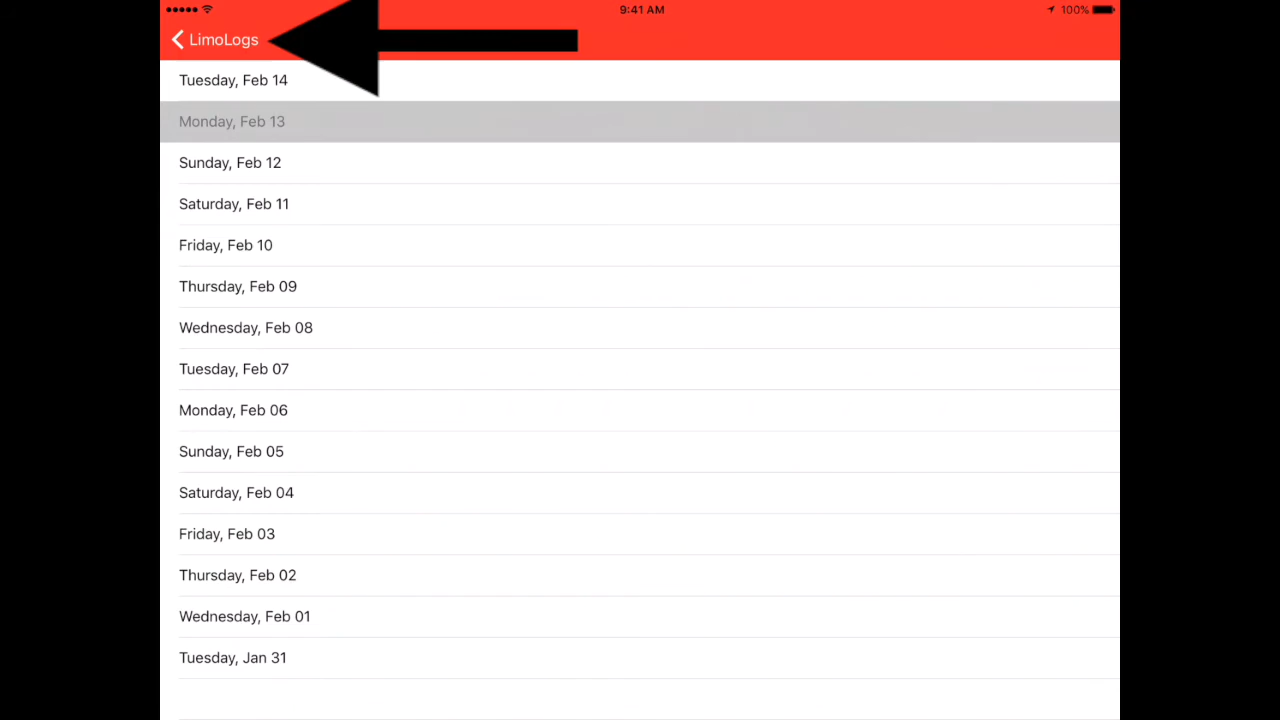 9:41 AM
100%
LimoLogs
Tuesday, Feb 14
Monday, Feb 13
Sunday, Feb 12
Saturday, Feb 11
Friday, Feb 10
Thursday, Feb 09
Wednesday, Feb 08
Tuesday, Feb 07
Monday, Feb 06
Sunday, Feb 05
Saturday, Feb 04
Friday, Feb 03
Thursday, Feb 02
Wednesday, Feb 01
Tuesday, Jan 31